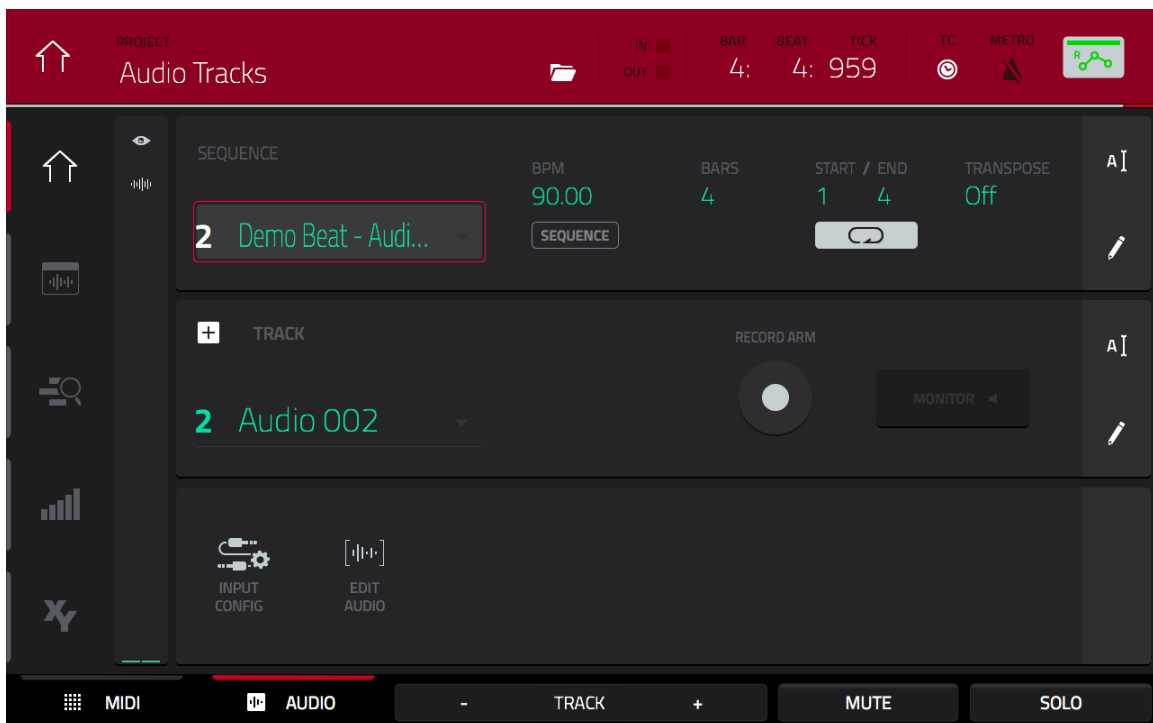 PROJECT
Audio Tracks
IN
OUT
BAR BEAT TICK
4: 4: 959
TC
METRO
R
SEQUENCE
2 Demo Beat - Audi...
BPM
90.00
SEQUENCE
BARS
4
START / END
1 4
TRANSPOSE
Off
A
TRACK
2 Audio 002
RECORD ARM
MONITOR
A
INPUT
CONFIG
EDIT
AUDIO
XY
MIDI
AUDIO
- TRACK +
MUTE
SOLO